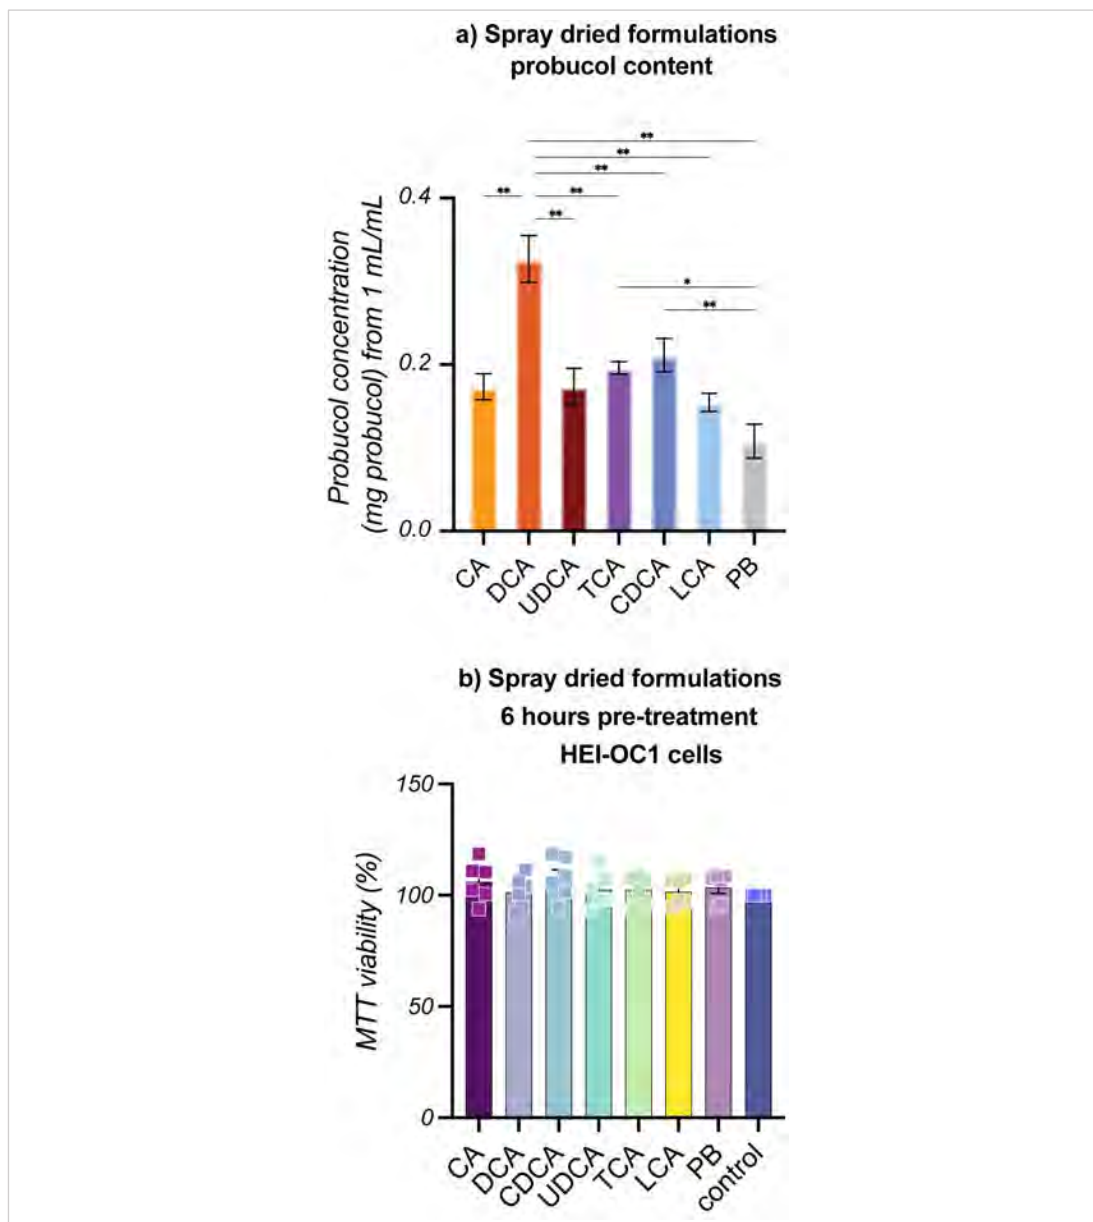 a) Spray dried formulations
probucol content
**
**
**
** **
**
*
**
Probucol concentration
(mg probucol) from 1 mL/mL
0.4
0.2
0.0
CA
DCA
UDCA
TCA
CDCA
LCA
PB
b) Spray dried formulations
6 hours pre-treatment
HEI-OC1 cells
MTT viability (%)
150
100
50
0
CA
DCA
CDCA
UDCA
TCA
LCA
PB
control